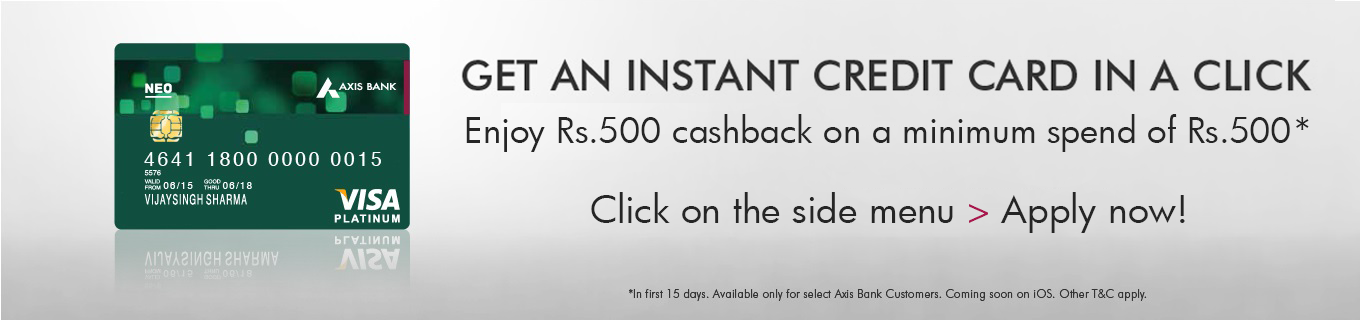 NEO
AXIS BANK
4641 1800 0000 0015
5576
VALID FROM 06/15 GOOD THRU 06/18
VIJAYSINGH SHARMA
VISA
PLATINUM
GET AN INSTANT CREDIT CARD IN A CLICK
Enjoy Rs.500 cashback on a minimum spend of Rs.500*
Click on the side menu > Apply now!
*In first 15 days. Available only for select Axis Bank Customers. Coming soon on iOS. Other T&C apply.